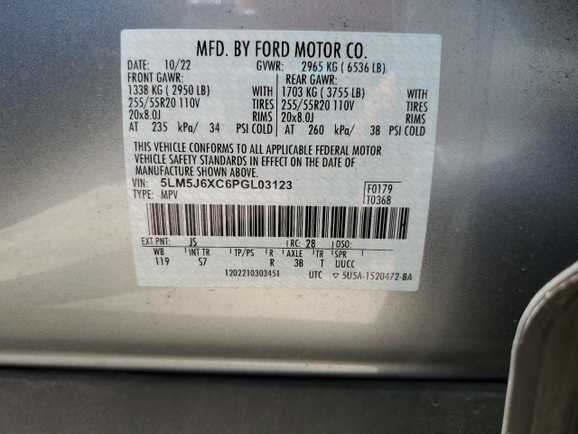 MFD. BY FORD MOTOR CO.
DATE: 10/22 GVWR: 2965 KG ( 6536 LB)
FRONT GAWR: REAR GAWR:
1338 KG ( 2950 LB) WITH 1703 KG ( 3755 LB) WITH
255/55R20 110V TIRES 255/55R20 110V TIRES
20x8.0J RIMS 20x8.0J RIMS
AT 235 kPa/ 34 PSI COLD AT 260 kPa/ 38 PSI COLD
THIS VEHICLE CONFORMS TO ALL APPLICABLE FEDERAL MOTOR
VEHICLE SAFETY STANDARDS IN EFFECT ON THE DATE OF
MANUFACTURE SHOWN ABOVE.
VIN: 5LM5J6XC6PGL03123 F0179
TYPE: MPV T0368
EXT PNT: JS RC: 28 DSO:
WB INT TR TP/PS R AXLE TR SPR
119 S7 R 3B T UUCC
1202210303451 UTC ▽ 5U5A-1520472-BA